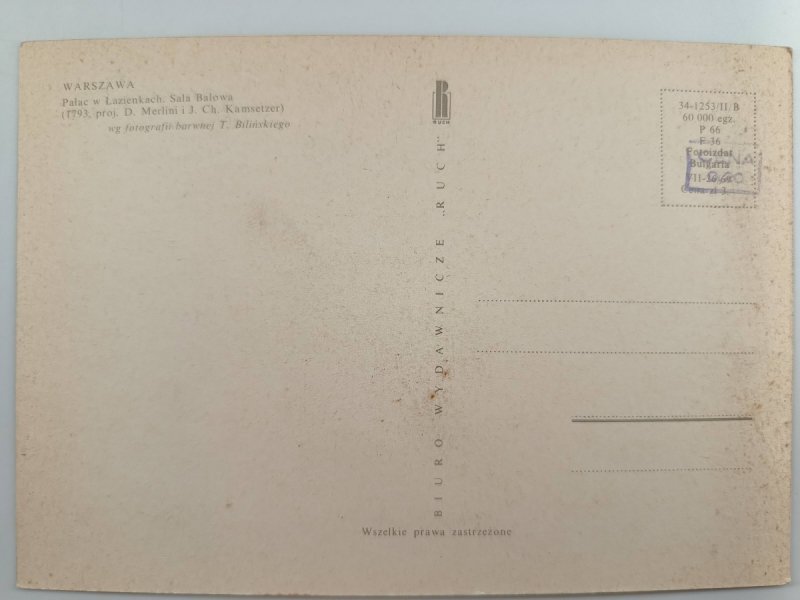 WARSZAWA
Pałac w Łazienkach. Sala Balowa
(1793, proj. D. Merlini i J. Ch. Kamsetzer)
wg fotografii barwnej T. Bilińskiego
RUCH
BIURO WYDAWNICZE „RUCH"
34-1253/II/B
60 000 egz.
P 66
F 36
Fotoizdat
Bulgaria
Cena zł
Wszelkie prawa zastrzeżone